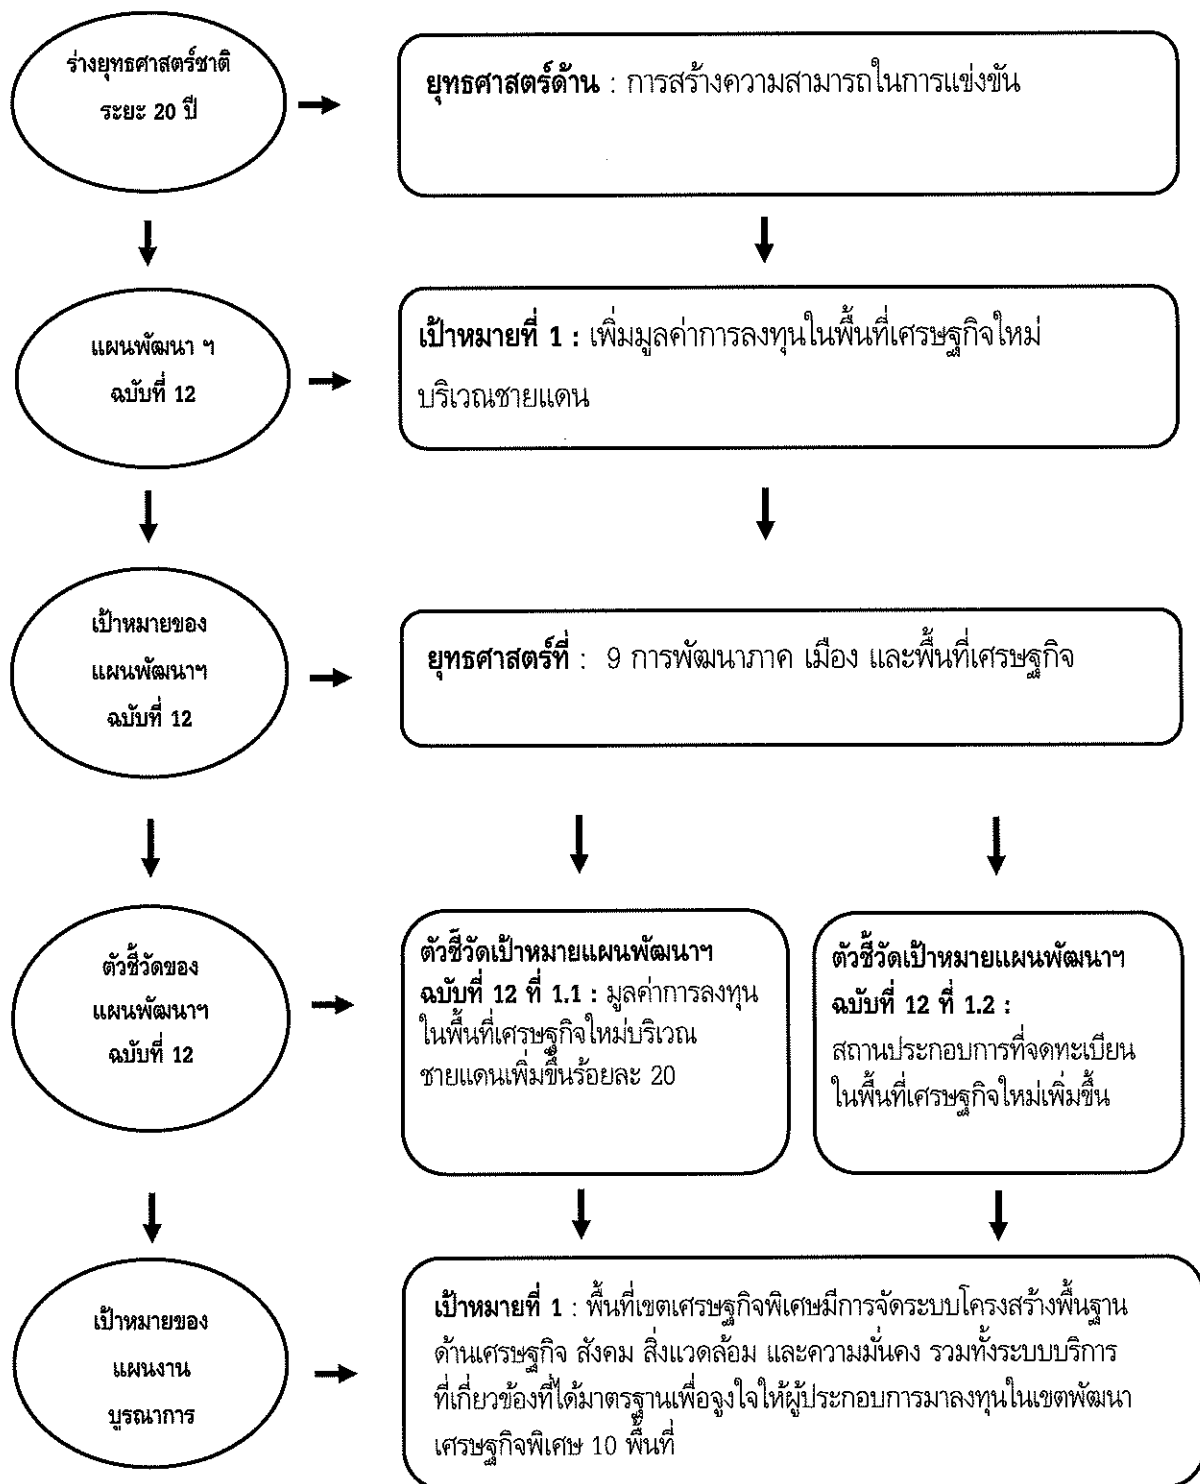 ร่างยุทธศาสตร์ชาติ
ระยะ 20 ปี
ยุทธศาสตร์ด้าน : การสร้างความสามารถในการแข่งขัน
แผนพัฒนา ฯ
ฉบับที่ 12
เป้าหมายที่ 1 : เพิ่มมูลค่าการลงทุนในพื้นที่เศรษฐกิจใหม่
บริเวณชายแดน
เป้าหมายของ
แผนพัฒนาฯ
ฉบับที่ 12
ยุทธศาสตร์ที่ : 9 การพัฒนาภาค เมือง และพื้นที่เศรษฐกิจ
ตัวชี้วัดของ
แผนพัฒนาฯ
ฉบับที่ 12
ตัวชี้วัดเป้าหมายแผนพัฒนาฯ
ฉบับที่ 12 ที่ 1.1 : มูลค่าการลงทุน
ในพื้นที่เศรษฐกิจใหม่บริเวณ
ชายแดนเพิ่มขึ้นร้อยละ 20
ตัวชี้วัดเป้าหมายแผนพัฒนาฯ
ฉบับที่ 12 ที่ 1.2 :
สถานประกอบการที่จดทะเบียน
ในพื้นที่เศรษฐกิจใหม่เพิ่มขึ้น
เป้าหมายของ
แผนงาน
บูรณาการ
เป้าหมายที่ 1 : พื้นที่เขตเศรษฐกิจพิเศษมีการจัดระบบโครงสร้างพื้นฐาน
ด้านเศรษฐกิจ สังคม สิ่งแวดล้อม และความมั่นคง รวมทั้งระบบบริการ
ที่เกี่ยวข้องที่ได้มาตรฐานเพื่อจูงใจให้ผู้ประกอบการมาลงทุนในเขตพัฒนา
เศรษฐกิจพิเศษ 10 พื้นที่